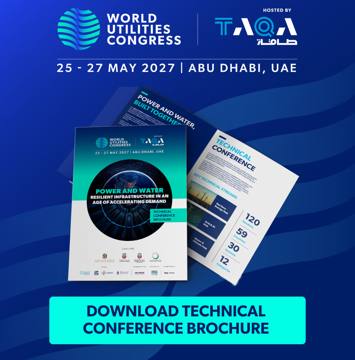 WORLD
UTILITIES
CONGRESS
HOSTED BY
TAQA
طاقة
25 - 27 MAY 2027 | ABU DHABI, UAE
POWER AND WATER,
BUILT TOGETHER
TECHNICAL
CONFERENCE
120
59
30
12
WORLD
UTILITIES
CONGRESS
TAQA
25 - 27 MAY 2027 | ABU DHABI, UAE
POWER AND WATER
RESILIENT INFRASTRUCTURE IN AN
AGE OF ACCELERATING DEMAND
TECHNICAL
CONFERENCE
BROCHURE
DOWNLOAD TECHNICAL
CONFERENCE BROCHURE